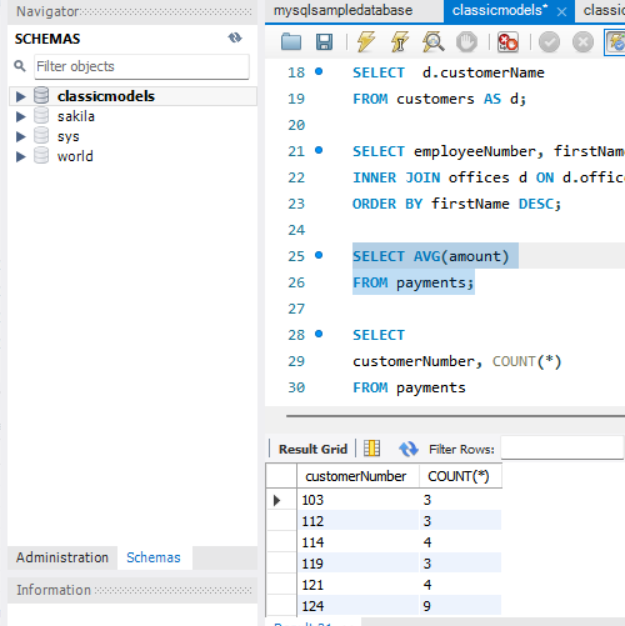 Navigator
SCHEMAS
Filter objects
classicmodels
sakila
sys
world
Administration Schemas
Information
mysqlsampledatabase classicmodels* × classic
18 SELECT d.customerName
19 FROM customers AS d;
20
21 SELECT employeeNumber, firstNam
22 INNER JOIN offices d ON d.offic
23 ORDER BY firstName DESC;
24
25 SELECT AVG(amount)
26 FROM payments;
27
28 SELECT
29 customerNumber, COUNT(*)
30 FROM payments
Result Grid Filter Rows:
customerNumber COUNT(*)
103 3
112 3
114 4
119 3
121 4
124 9